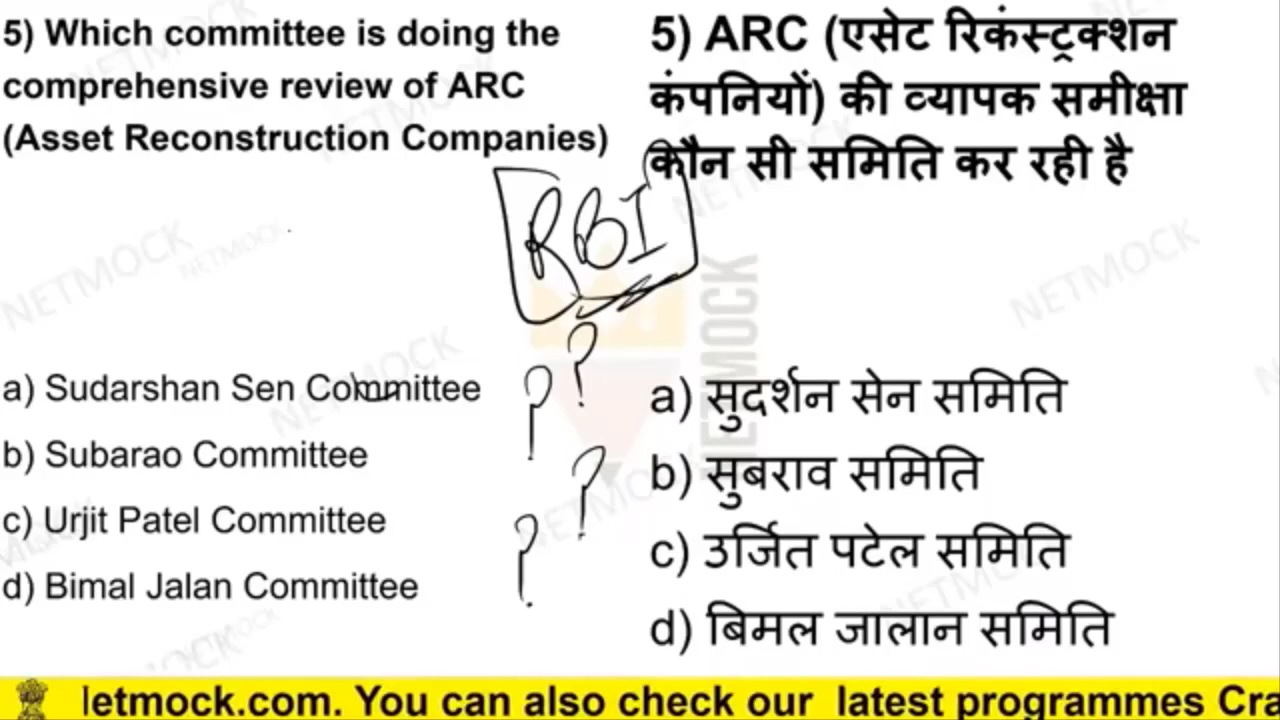 5) Which committee is doing the
comprehensive review of ARC
(Asset Reconstruction Companies)
RBI
a) Sudarshan Sen Committee
b) Subarao Committee
c) Urjit Patel Committee
d) Bimal Jalan Committee
?
?
?
?
5) ARC (एसेट रिकंस्ट्रक्शन
कंपनियों) की व्यापक समीक्षा
कौन सी समिति कर रही है
a) सुदर्शन सेन समिति
b) सुबराव समिति
c) उर्जित पटेल समिति
d) बिमल जालान समिति
NETMOCK
letmock.com. You can also check our latest programmes Cra